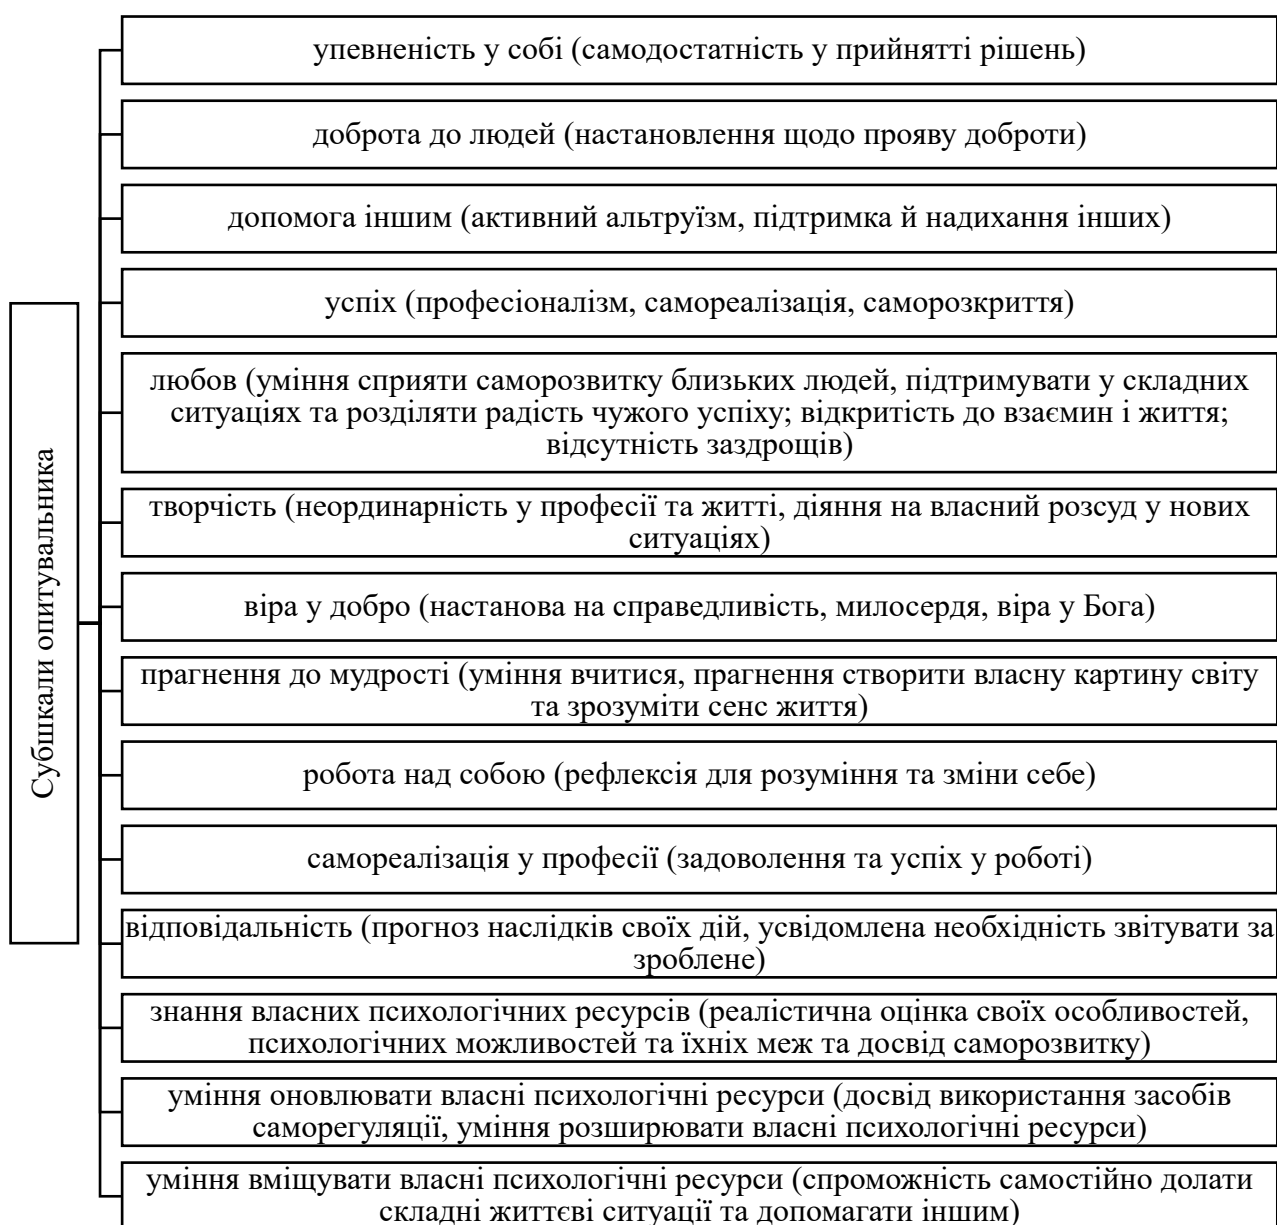 Субшкали опитувальника
упевненість у собі (самодостатність у прийнятті рішень)
доброта до людей (настановлення щодо прояву доброти)
допомога іншим (активний альтруїзм, підтримка й надихання інших)
успіх (професіоналізм, самореалізація, саморозкриття)
любов (уміння сприяти саморозвитку близьких людей, підтримувати у складних
ситуаціях та розділяти радість чужого успіху; відкритість до взаємин і життя;
відсутність заздрощів)
творчість (неординарність у професії та житті, діяння на власний розсуд у нових
ситуаціях)
віра у добро (настанова на справедливість, милосердя, віра у Бога)
прагнення до мудрості (уміння вчитися, прагнення створити власну картину світу
та зрозуміти сенс життя)
робота над собою (рефлексія для розуміння та зміни себе)
самореалізація у професії (задоволення та успіх у роботі)
відповідальність (прогноз наслідків своїх дій, усвідомлена необхідність звітувати за
зроблене)
знання власних психологічних ресурсів (реалістична оцінка своїх особливостей,
психологічних можливостей та їхніх меж та досвід саморозвитку)
уміння оновлювати власні психологічні ресурси (досвід використання засобів
саморегуляції, уміння розширювати власні психологічні ресурси)
уміння вміщувати власні психологічні ресурси (спроможність самостійно долати
складні життєві ситуації та допомагати іншим)